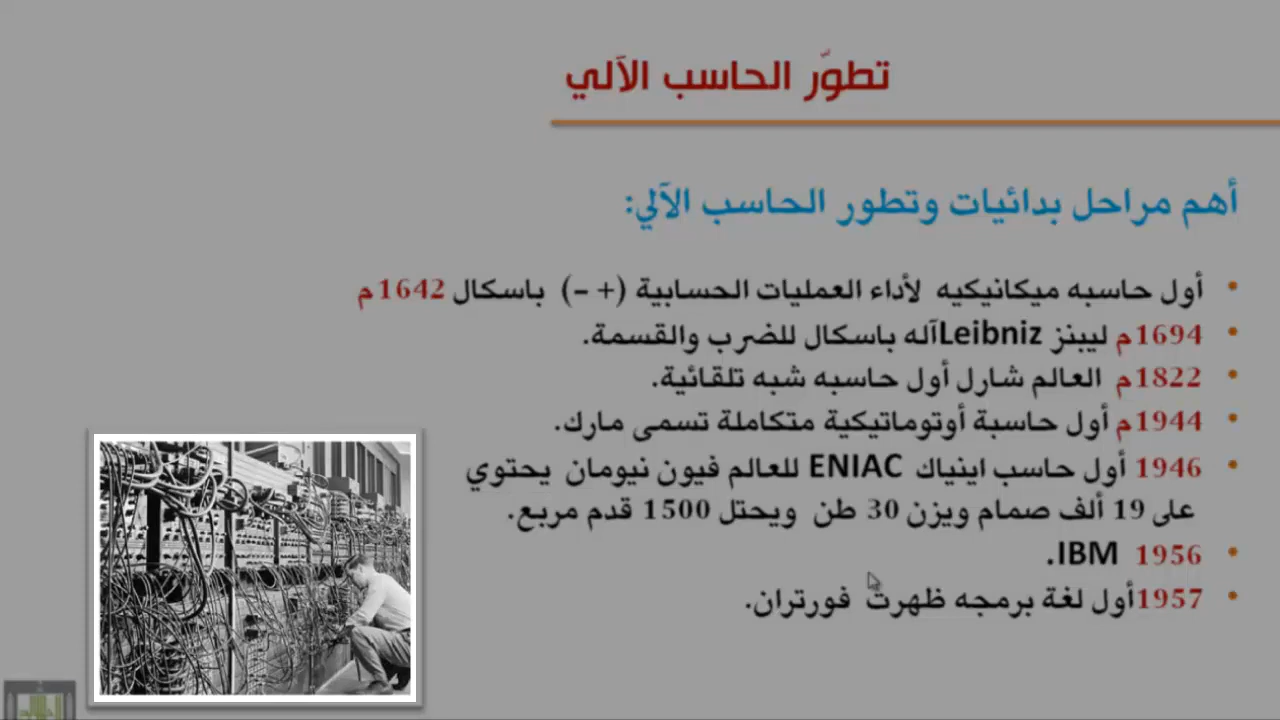 تطوّر الحاسب الآلي
أهم مراحل بدائيات وتطور الحاسب الآلي:
• أول حاسبه ميكانيكيه لأداء العمليات الحسابية (+ –) باسكال 1642م
• 1694م ليبنز Leibnizآله باسكال للضرب والقسمة.
• 1822م العالم شارل أول حاسبه شبه تلقائية.
• 1944م أول حاسبة أوتوماتيكية متكاملة تسمى مارك.
• 1946 أول حاسب اينياك ENIAC للعالم فيون نيومان يحتوي
على 19 ألف صمام ويزن 30 طن ويحتل 1500 قدم مربع.
• 1956 IBM.
• 1957أول لغة برمجه ظهرت فورتران.